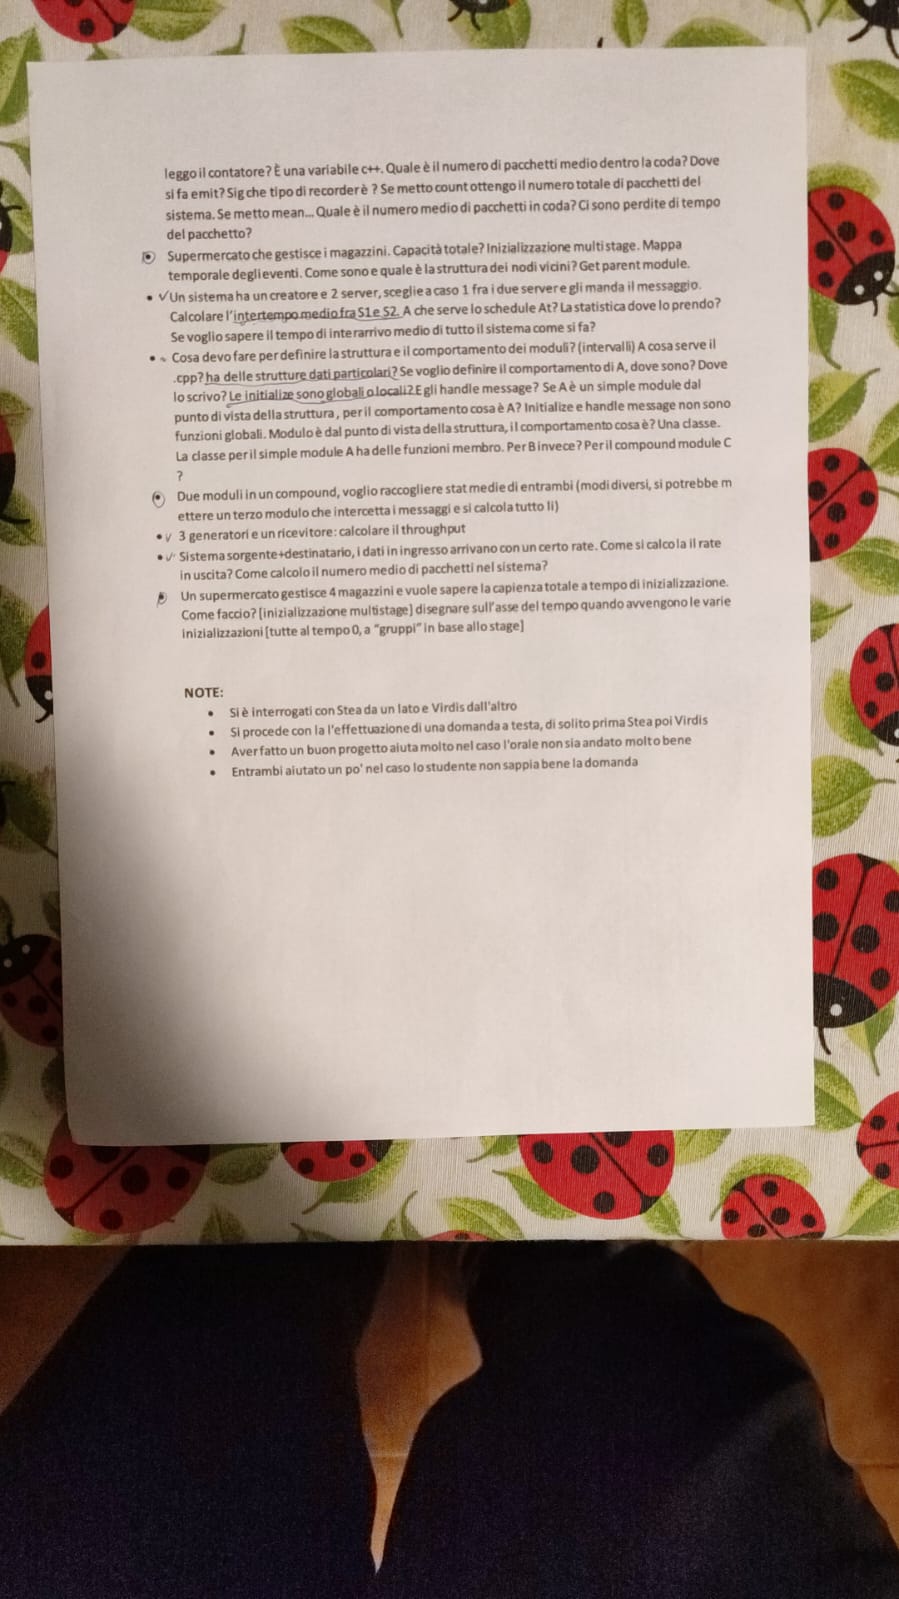 leggo il contatore? È una variabile c++. Quale è il numero di pacchetti medio dentro la coda? Dove
si fa emit? Sig che tipo di recorder è ? Se metto count ottengo il numero totale di pacchetti del
sistema. Se metto mean... Quale è il numero medio di pacchetti in coda? Ci sono perdite di tempo
del pacchetto?
Supermercato che gestisce i magazzini. Capacità totale? Inizializzazione multi stage. Mappa
temporale degli eventi. Come sono e quale è la struttura dei nodi vicini? Get parent module.
• ✓ Un sistema ha un creatore e 2 server, sceglie a caso 1 fra i due server e gli manda il messaggio.
Calcolare l'intertempo medio fra S1 e S2. A che serve lo schedule At? La statistica dove lo prendo?
Se voglio sapere il tempo di interarrivo medio di tutto il sistema come si fa?
• ~ Cosa devo fare per definire la struttura e il comportamento dei moduli? (intervalli) A cosa serve il
.cpp? ha delle strutture dati particolari? Se voglio definire il comportamento di A, dove sono? Dove
lo scrivo? Le initialize sono globali o locali? E gli handle message? Se A è un simple module dal
punto di vista della struttura , per il comportamento cosa è A? Initialize e handle message non sono
funzioni globali. Modulo è dal punto di vista della struttura, il comportamento cosa è? Una classe.
La classe per il simple module A ha delle funzioni membro. Per B invece? Per il compound module C
?
Due moduli in un compound, voglio raccogliere stat medie di entrambi (modi diversi, si potrebbe m
ettere un terzo modulo che intercetta i messaggi e si calcola tutto lì)
• ✓ 3 generatori e un ricevitore: calcolare il throughput
• ✓ Sistema sorgente+destinatario, i dati in ingresso arrivano con un certo rate. Come si calcola il rate
in uscita? Come calcolo il numero medio di pacchetti nel sistema?
Un supermercato gestisce 4 magazzini e vuole sapere la capienza totale a tempo di inizializzazione.
Come faccio? [inizializzazione multistage] disegnare sull'asse del tempo quando avvengono le varie
inizializzazioni [tutte al tempo 0, a "gruppi" in base allo stage]
NOTE:
• Si è interrogati con Stea da un lato e Virdis dall'altro
• Si procede con la l'effettuazione di una domanda a testa, di solito prima Stea poi Virdis
• Aver fatto un buon progetto aiuta molto nel caso l'orale non sia andato molto bene
• Entrambi aiutato un po' nel caso lo studente non sappia bene la domanda